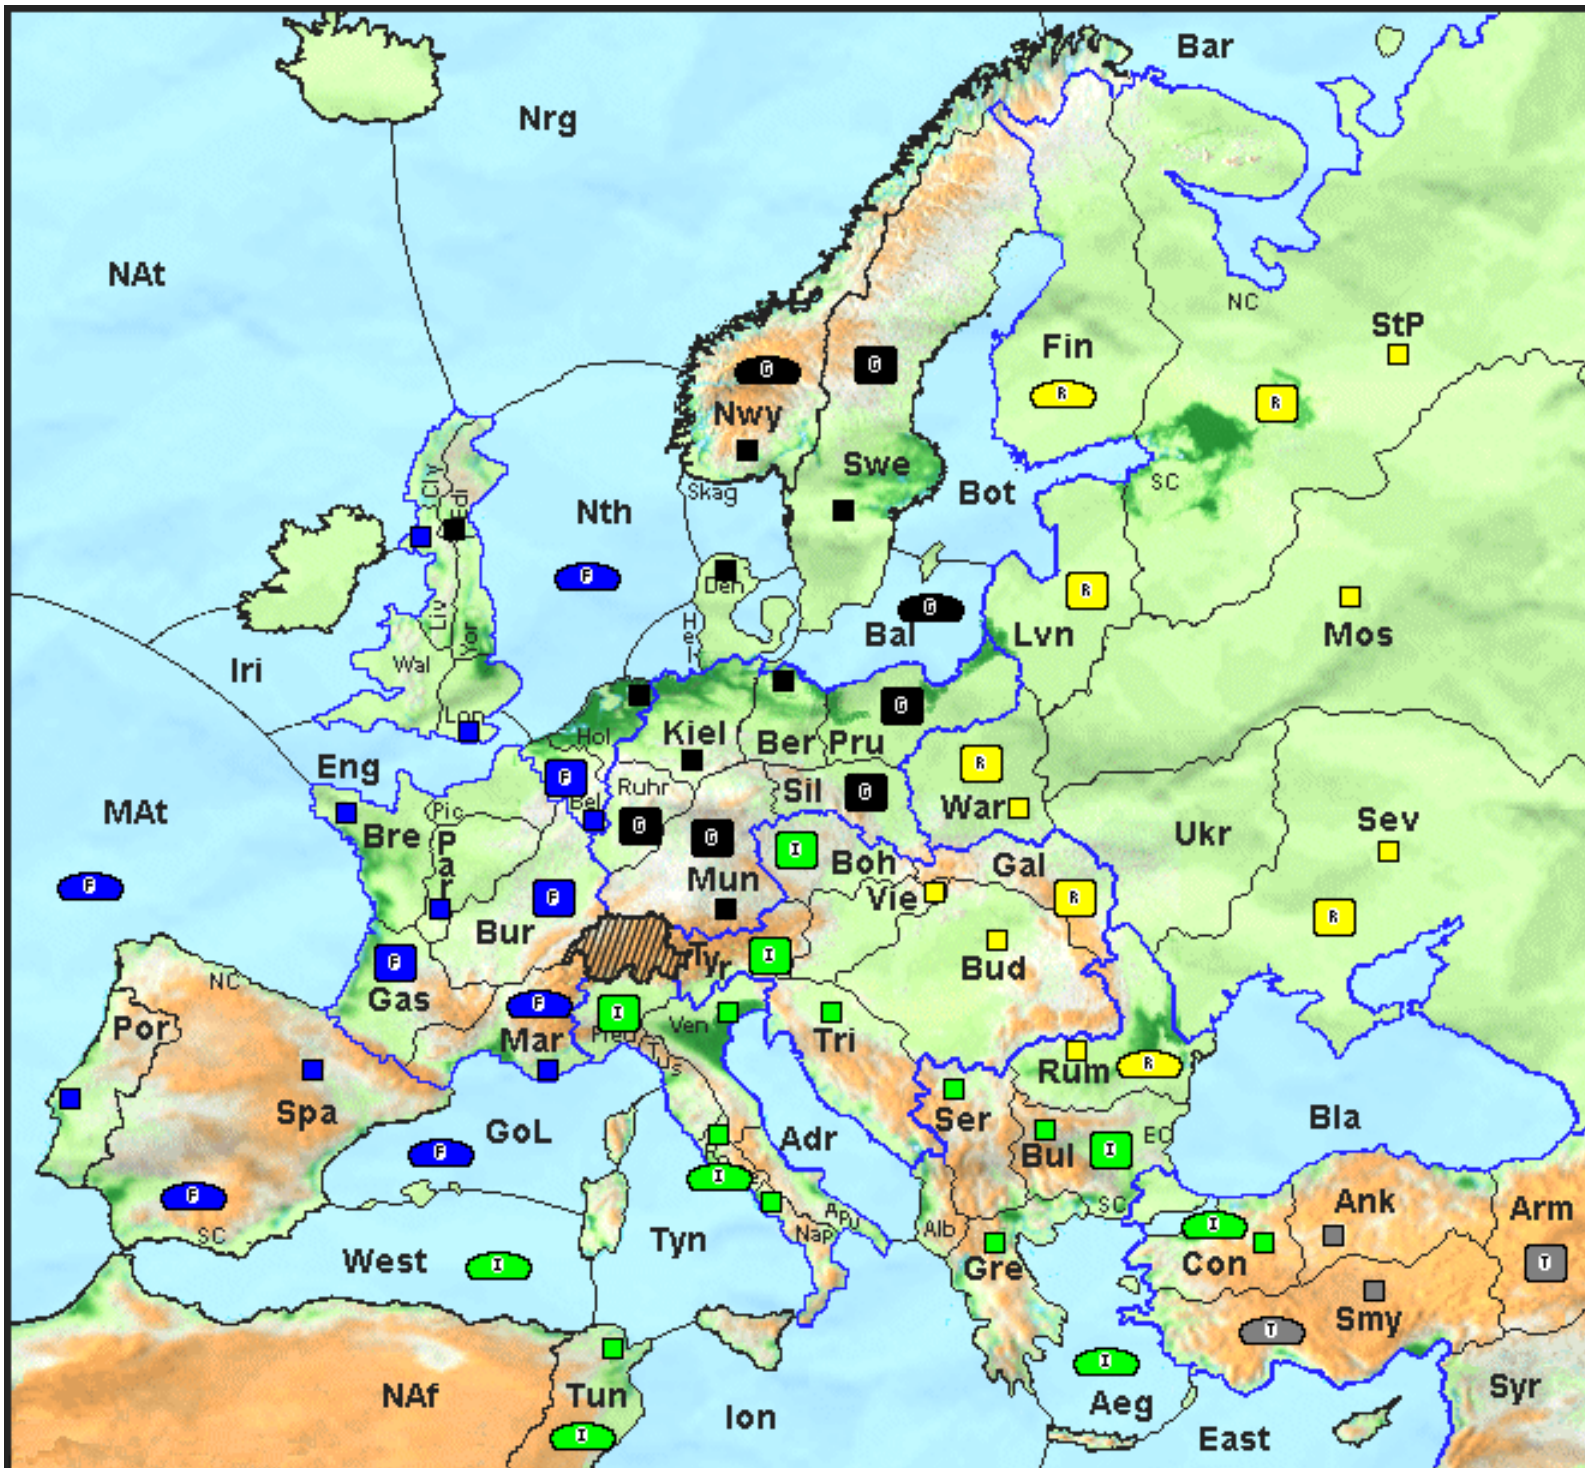 Bar
Nrg
NAt
NC
StP
Fin
R
R
G
G
Nwy
Swe
Skag
Bot
SC
Cly
Edi
Nth
F
Den
R
G
Bal
Lvn
Mos
Hel
Liv
Yor
Wal
Iri
Lon
G
Hol
Kiel
Ber
Pru
Eng
F
Ruhr
Sil
G
R
War
Bel
Pic
MAt
Bre
Par
G
G
I
Boh
Gal
Ukr
Sev
F
Mun
Vie
R
F
Bur
R
Bud
F
Gas
Tyr
I
NC
Por
F
Mar
I
Pied
Ven
Tri
Tus
Rum
R
Spa
GoL
F
Ser
Bla
Adr
Bul
I
EC
Ro
I
F
SC
Apu
Nap
Alb
SC
Ank
Arm
I
West
I
Tyn
Gre
Con
T
Smy
T
I
NAf
Tun
Ion
Aeg
Syr
I
East